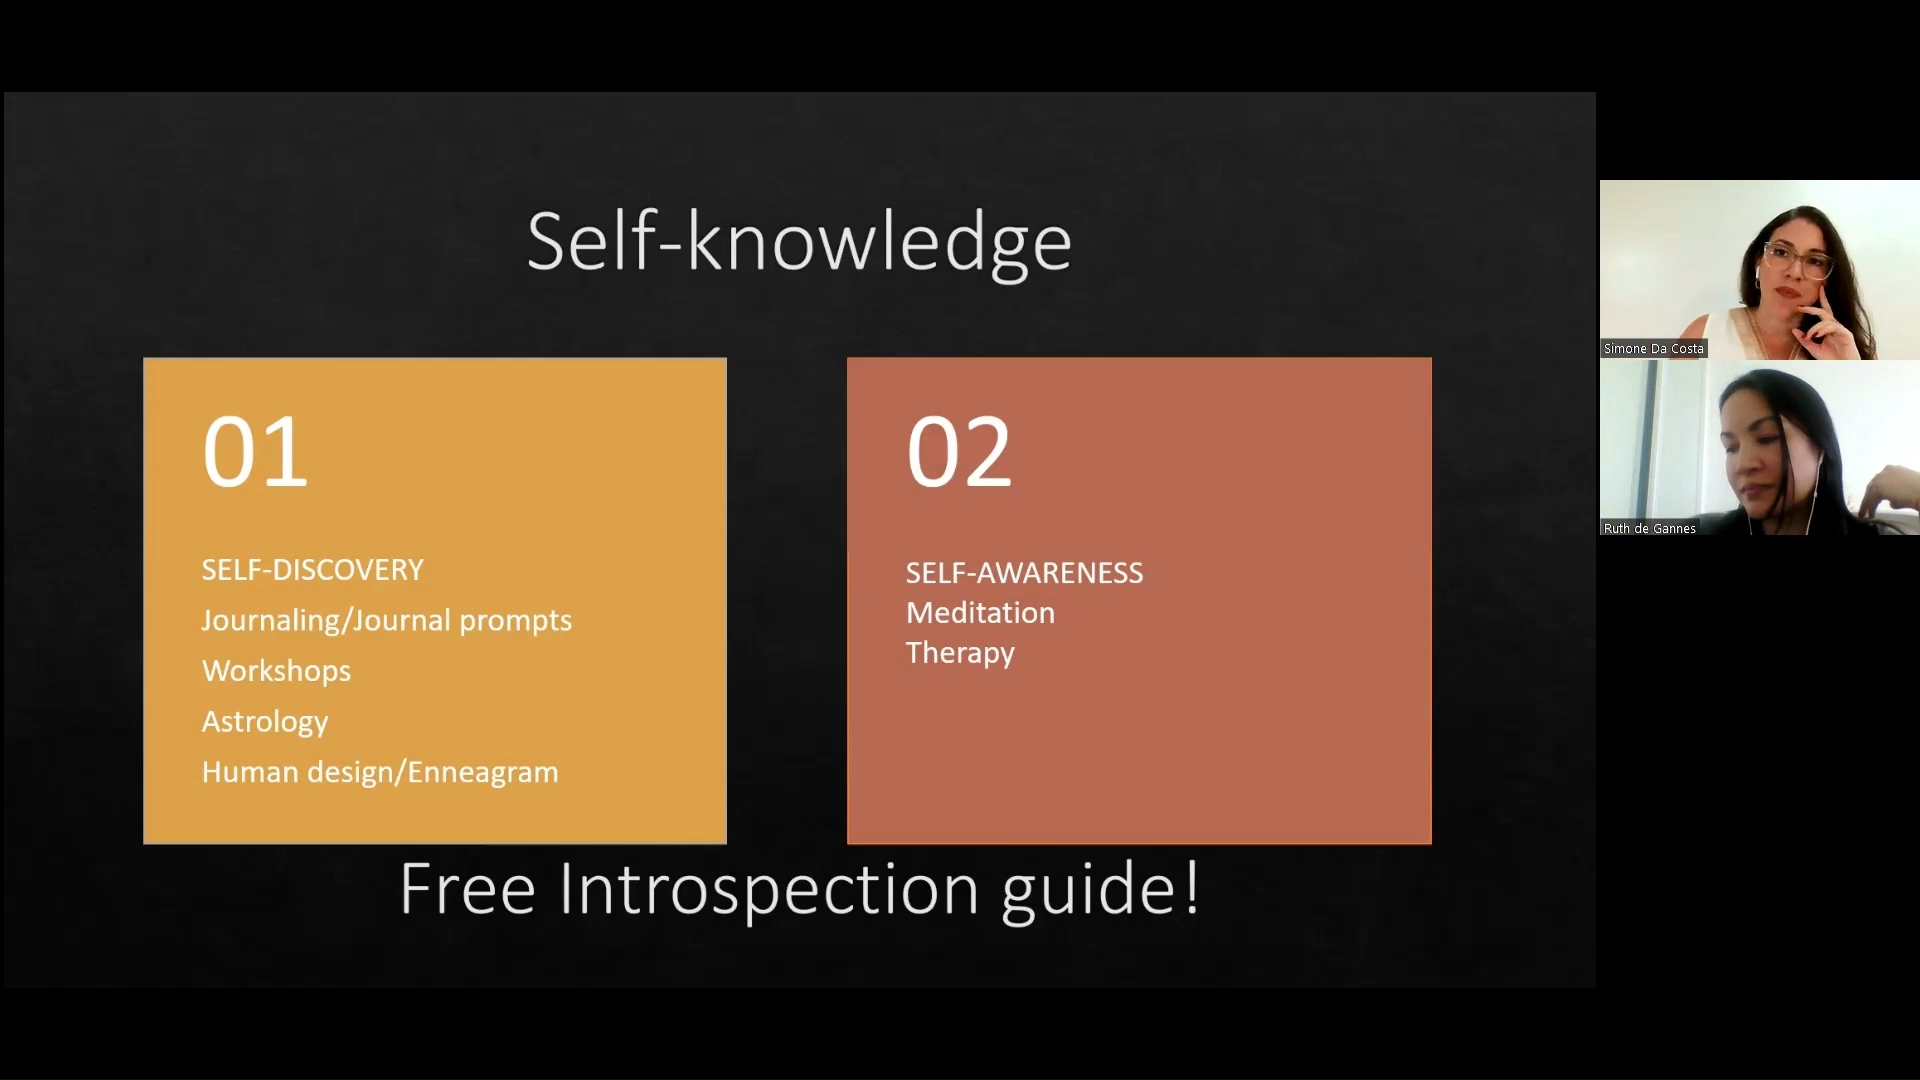 Self-knowledge
01
SELF-DISCOVERY
Journaling/Journal prompts
Workshops
Astrology
Human design/Enneagram
02
SELF-AWARENESS
Meditation
Therapy
Free Introspection guide!
Simone Da Costa
Ruth de Gannes